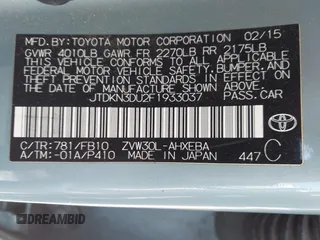 MFD. BY: TOYOTA MOTOR CORPORATION 02/15
GVWR 4010LB GAWR FR 2270LB RR 2175LB
THIS VEHICLE CONFORMS TO ALL APPLICABLE
FEDERAL MOTOR VEHICLE SAFETY, BUMPER, AND
THEFT PREVENTION STANDARDS IN EFFECT ON
THE DATE OF MANUFACTURE SHOWN ABOVE.
JTDKN3DU2F1933037 PASS. CAR
C/TR: 781/FB10 ZVW30L-AHXEBA
A/TM: -01A/P410 MADE IN JAPAN 447 C
TOYOTA
DREAMBID